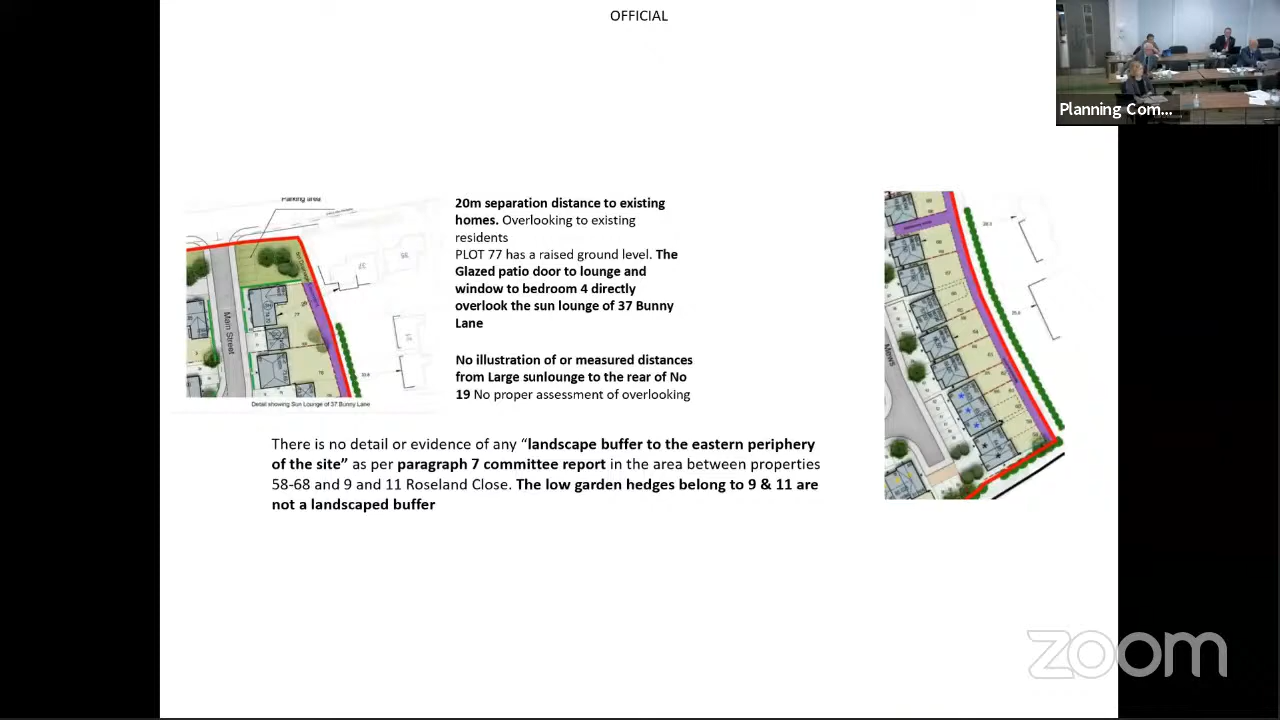 OFFICIAL
Planning Com...
Parking area
Main Street
37
77
Detail showing Sun Lounge of 37 Bunny Lane
20m separation distance to existing
homes. Overlooking to existing
residents
PLOT 77 has a raised ground level. The
Glazed patio door to lounge and
window to bedroom 4 directly
overlook the sun lounge of 37 Bunny
Lane
No illustration of or measured distances
from Large sunlounge to the rear of No
19 No proper assessment of overlooking
Mews
There is no detail or evidence of any “landscape buffer to the eastern periphery
of the site” as per paragraph 7 committee report in the area between properties
58-68 and 9 and 11 Roseland Close. The low garden hedges belong to 9 & 11 are
not a landscaped buffer
zoom